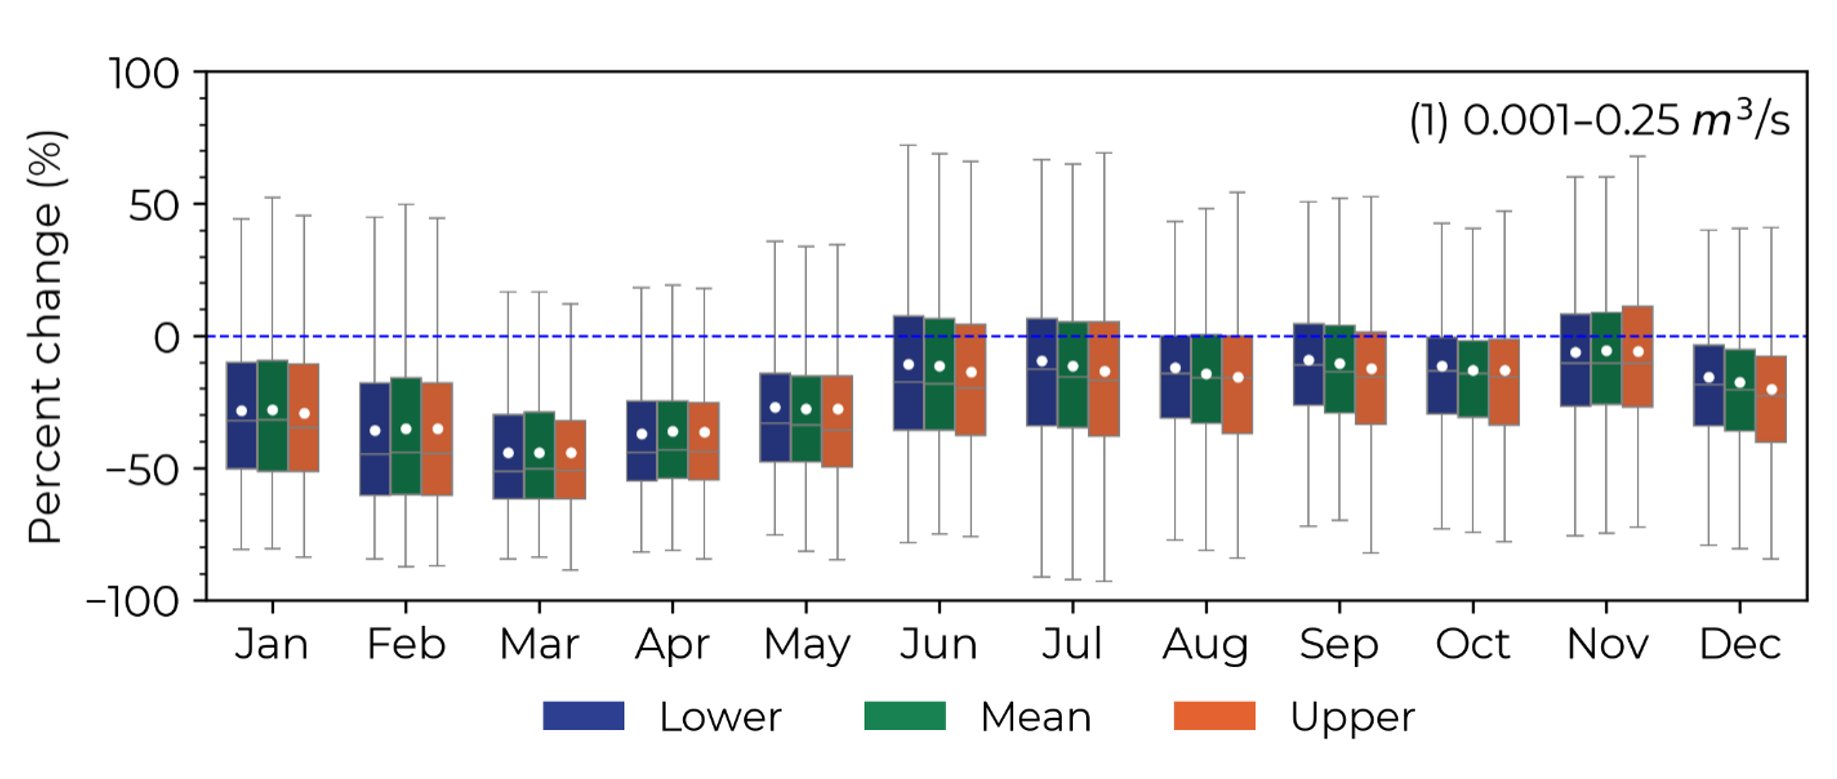 Percent change (%)
100
50
0
−50
−100
(1) 0.001–0.25 m³/s
Jan Feb Mar Apr May Jun Jul Aug Sep Oct Nov Dec
Lower Mean Upper